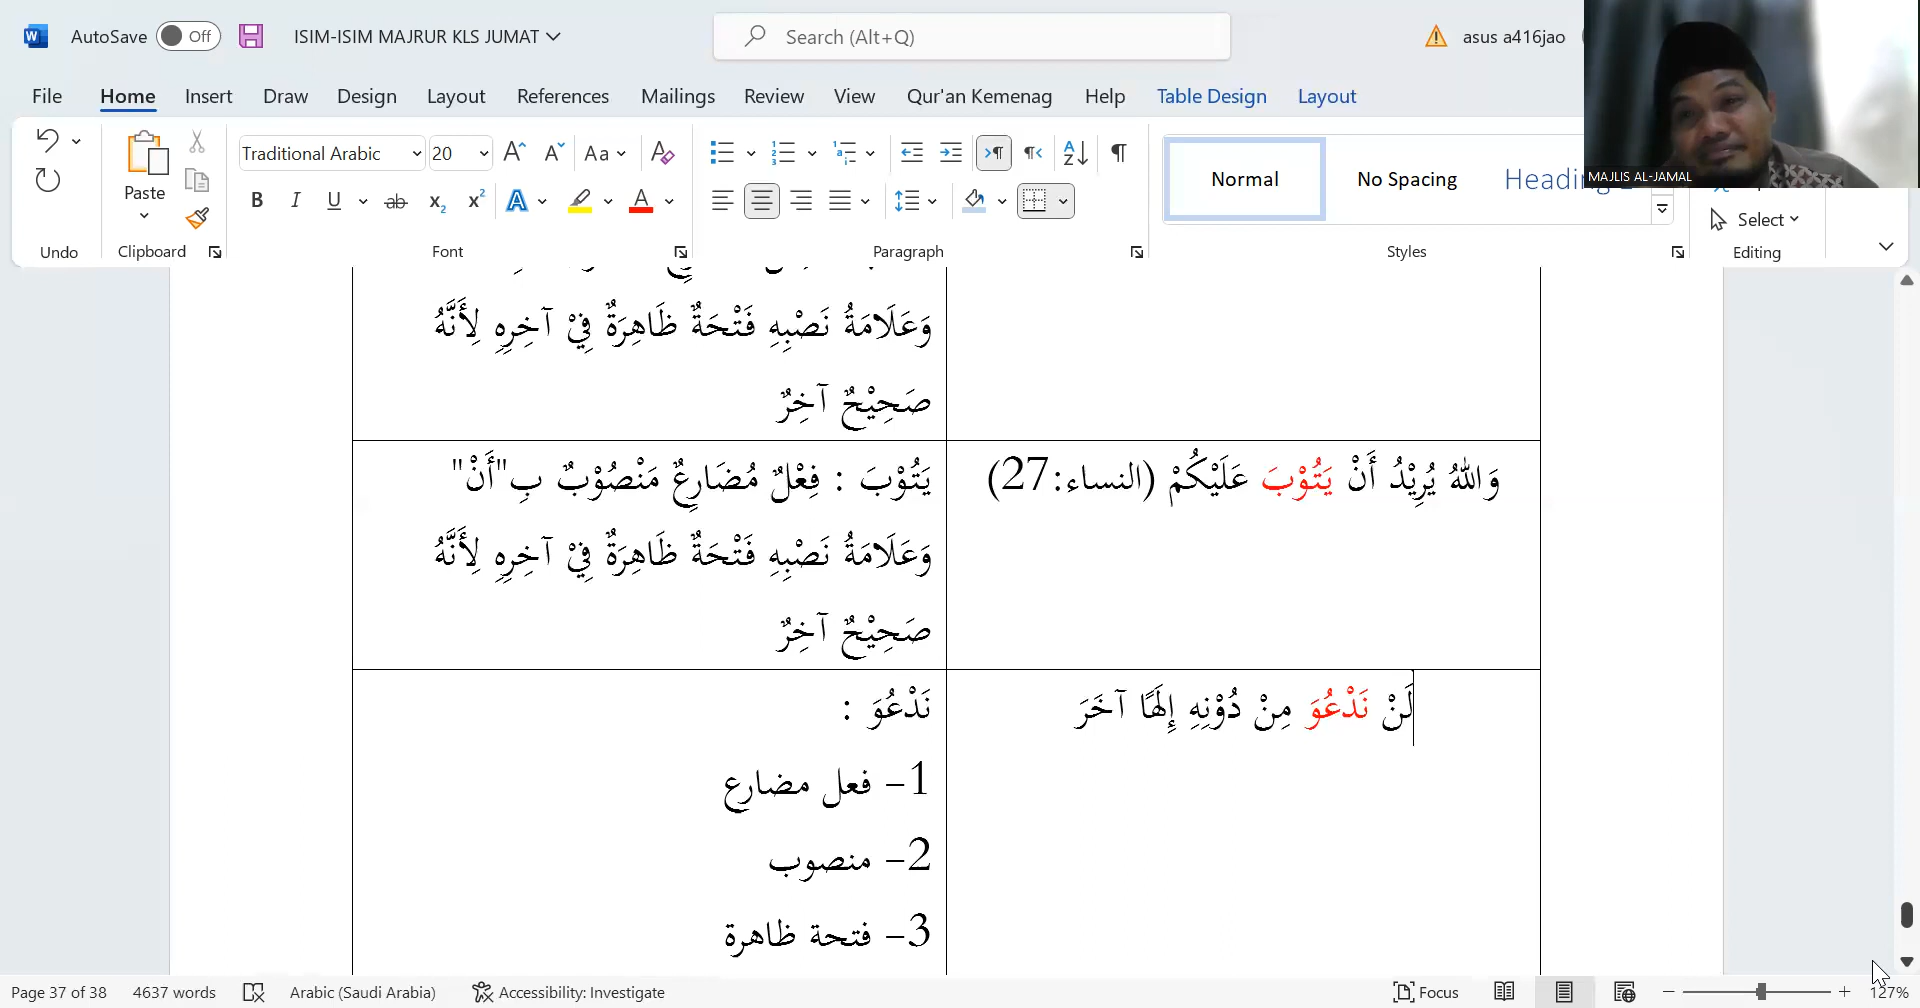 AutoSave Off ISIM-ISIM MAJRUR KLS JUMAT Search (Alt+Q) asus a416jao
File Home Insert Draw Design Layout References Mailings Review View Qur'an Kemenag Help Table Design Layout
MAJLIS AL-JAMAL
Paste Traditional Arabic 20 Normal No Spacing Heading
Select
Undo Clipboard Font Paragraph Styles Editing
وَعَلَامَةُ نَصْبِهِ فَتْحَةٌ ظَاهِرَةٌ فِيْ آخِرِهِ لِأَنَّهُ
صَحِيْحٌ آخِرٌ
وَاللهُ يُرِيْدُ أَنْ يَتُوْبَ عَلَيْكُمْ (النساء:27)
يَتُوْبَ : فِعْلٌ مُضَارِعٌ مَنْصُوْبٌ بِ"أَنْ"
وَعَلَامَةُ نَصْبِهِ فَتْحَةٌ ظَاهِرَةٌ فِيْ آخِرِهِ لِأَنَّهُ
صَحِيْحٌ آخِرٌ
لَنْ نَدْعُوَ مِنْ دُوْنِهِ إِلَهًا آخَرَ
نَدْعُوَ :
1- فعل مضارع
2- منصوب
3- فتحة ظاهرة
Page 37 of 38 4637 words Arabic (Saudi Arabia) Accessibility: Investigate Focus 127%